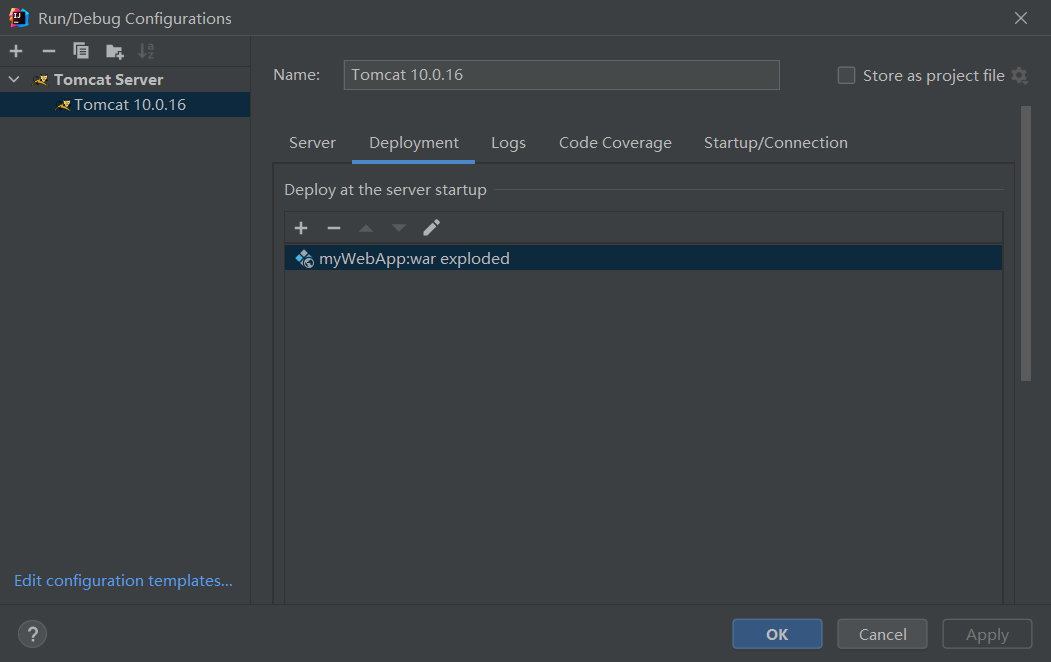 Run/Debug Configurations
Tomcat Server
Tomcat 10.0.16
Name: Tomcat 10.0.16
Store as project file
Server Deployment Logs Code Coverage Startup/Connection
Deploy at the server startup
myWebApp:war exploded
Edit configuration templates...
? OK Cancel Apply